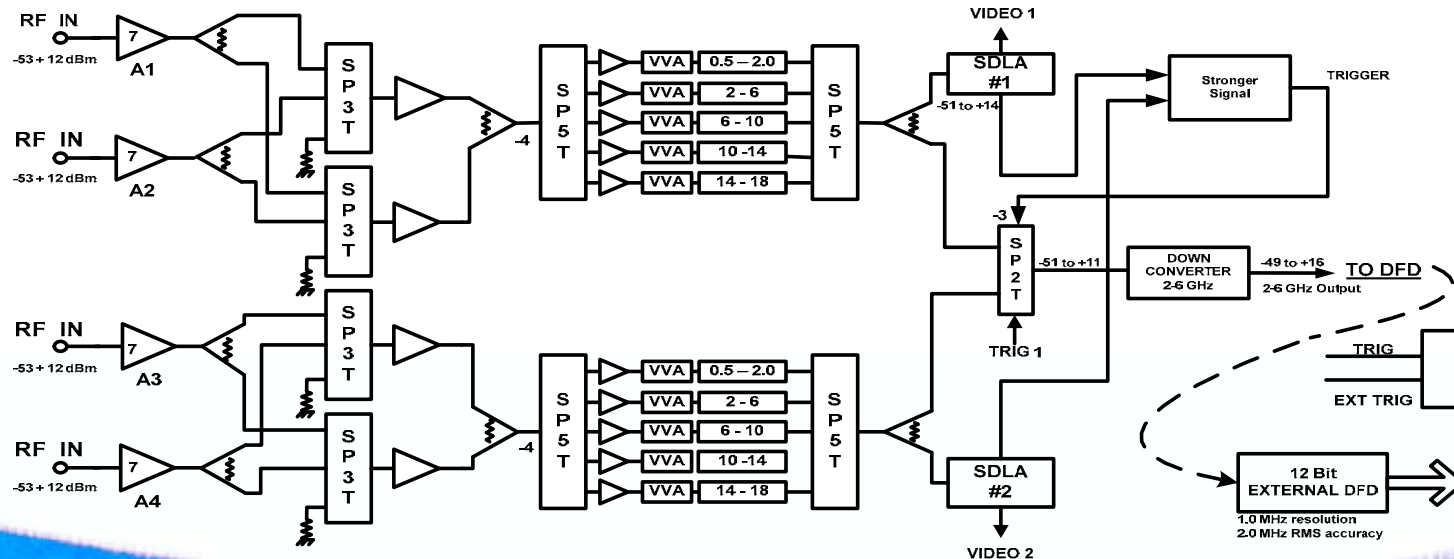 RF IN
-53 + 12 dBm
7
A1
RF IN
-53 + 12 dBm
7
A2
SP3T
SP3T
-4
SP5T
VVA
0.5 – 2.0
VVA
2 - 6
VVA
6 - 10
VVA
10 -14
VVA
14 - 18
SP5T
VIDEO 1
SDLA
#1
-51 to +14
Stronger
Signal
TRIGGER
-3
SP2T
TRIG 1
-51 to +11
DOWN
CONVERTER
2-6 GHz
-49 to +16
2-6 GHz Output
TO DFD
RF IN
-53 + 12 dBm
7
A3
RF IN
-53 + 12 dBm
7
A4
SP3T
SP3T
-4
SP5T
VVA
0.5 – 2.0
VVA
2 - 6
VVA
6 - 10
VVA
10 -14
VVA
14 - 18
SP5T
SDLA
#2
VIDEO 2
TRIG
EXT TRIG
12 Bit
EXTERNAL DFD
1.0 MHz resolution
2.0 MHz RMS accuracy